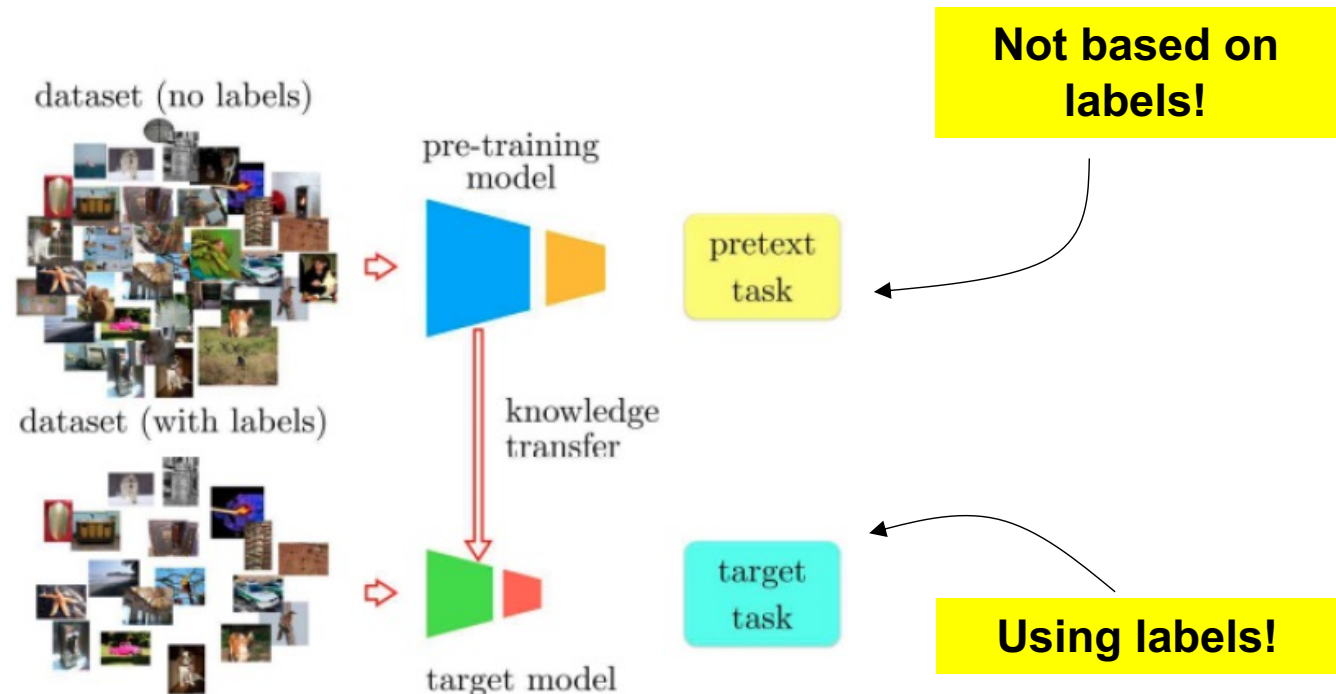 Not based on
labels!
dataset (no labels)
pre-training
model
pretext
task
knowledge
transfer
dataset (with labels)
target
task
target model
Using labels!